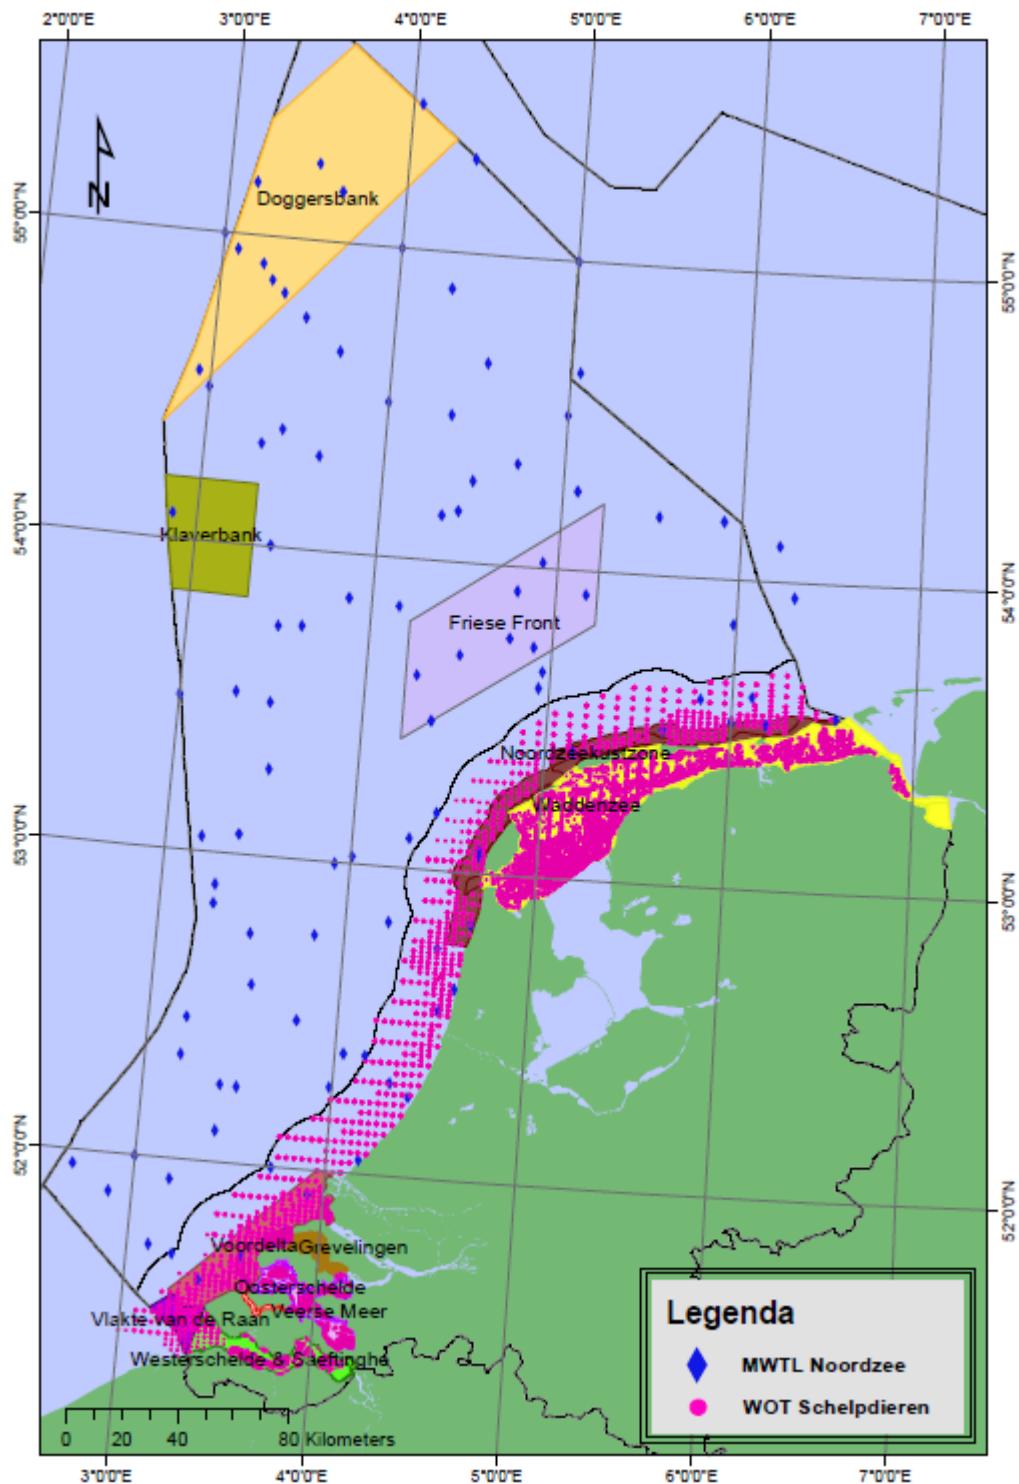 2°0'0"E 3°0'0"E 4°0'0"E 5°0'0"E 6°0'0"E 7°0'0"E
N
Doggersbank
55°0'0"N
55°0'0"N
Klaverbank
54°0'0"N
54°0'0"N
Friese Front
Noordzeekustzone
Waddenzee
53°0'0"N
53°0'0"N
52°0'0"N
52°0'0"N
Voordelta Grevelingen
Oosterschelde
Vlakte van de Raan Veerse Meer
Westerschelde & Saeftinghe
Legenda
MWTL Noordzee
WOT Schelpdieren
0 20 40 80 Kilometers
3°0'0"E 4°0'0"E 5°0'0"E 6°0'0"E 7°0'0"E